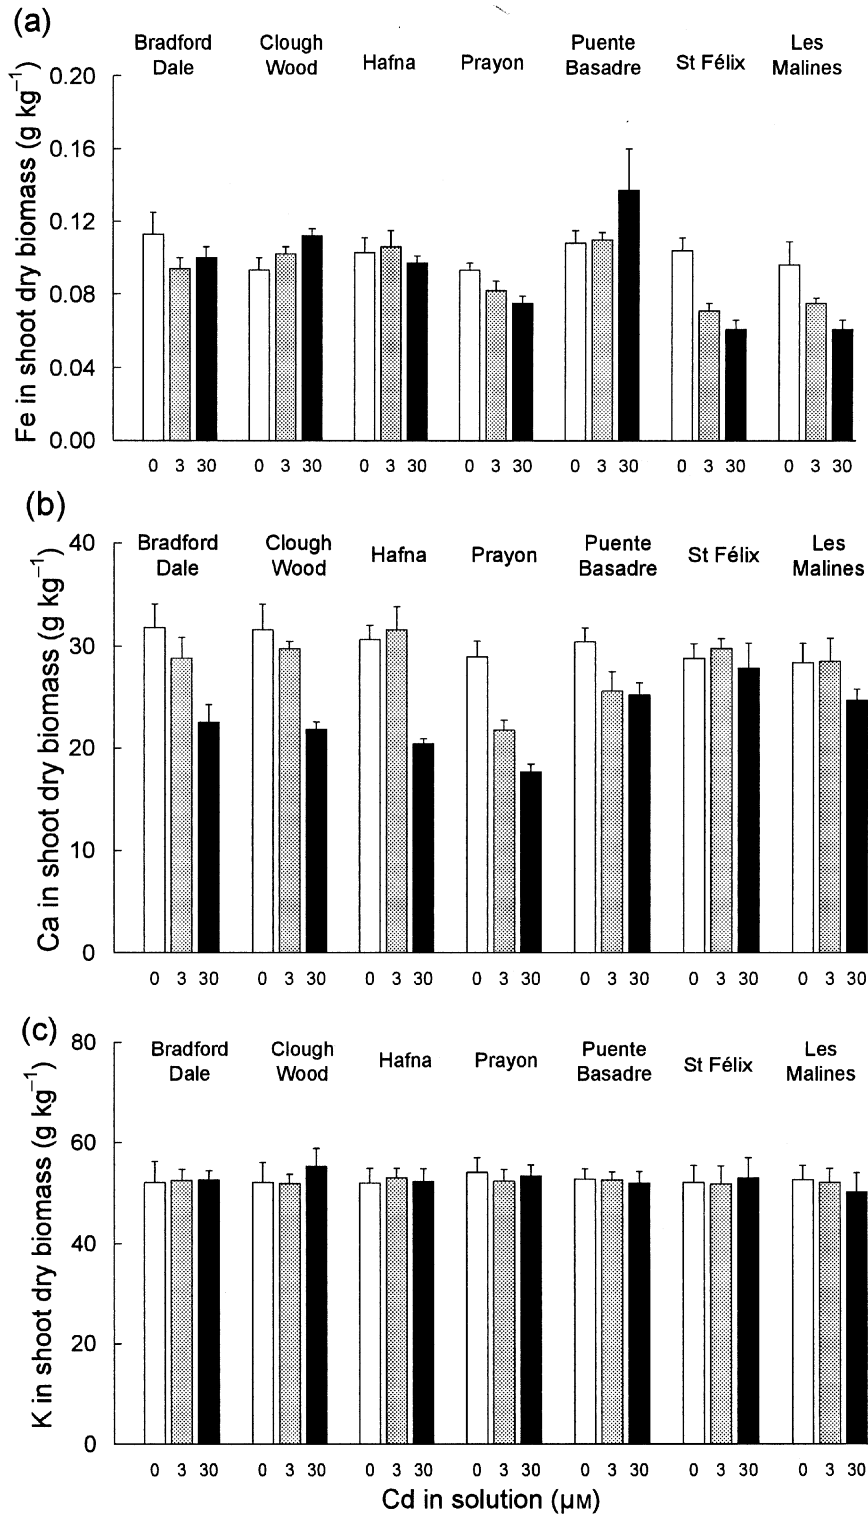 (a)
Bradford Dale
Clough Wood
Hafna
Prayon
Puente Basadre
St Félix
Les Malines
Fe in shoot dry biomass (g kg⁻¹)
0.20
0.16
0.12
0.08
0.04
0.00
0 3 30 0 3 30 0 3 30 0 3 30 0 3 30 0 3 30 0 3 30
(b)
Bradford Dale
Clough Wood
Hafna
Prayon
Puente Basadre
St Félix
Les Malines
Ca in shoot dry biomass (g kg⁻¹)
40
30
20
10
0
0 3 30 0 3 30 0 3 30 0 3 30 0 3 30 0 3 30 0 3 30
(c)
Bradford Dale
Clough Wood
Hafna
Prayon
Puente Basadre
St Félix
Les Malines
K in shoot dry biomass (g kg⁻¹)
80
60
40
20
0
0 3 30 0 3 30 0 3 30 0 3 30 0 3 30 0 3 30 0 3 30
Cd in solution (μM)